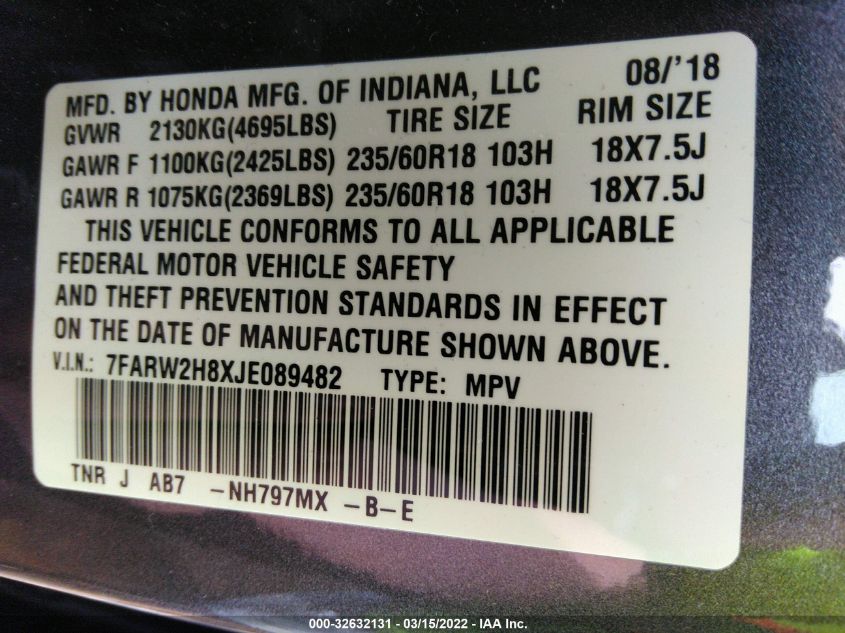 MFD. BY HONDA MFG. OF INDIANA, LLC 08/'18
GVWR 2130KG(4695LBS) TIRE SIZE RIM SIZE
GAWR F 1100KG(2425LBS) 235/60R18 103H 18X7.5J
GAWR R 1075KG(2369LBS) 235/60R18 103H 18X7.5J
THIS VEHICLE CONFORMS TO ALL APPLICABLE
FEDERAL MOTOR VEHICLE SAFETY
AND THEFT PREVENTION STANDARDS IN EFFECT
ON THE DATE OF MANUFACTURE SHOWN ABOVE.
V.I.N.: 7FARW2H8XJE089482 TYPE: MPV
TNR J AB7 -NH797MX -B-E
000-32632131 - 03/15/2022 - IAA Inc.